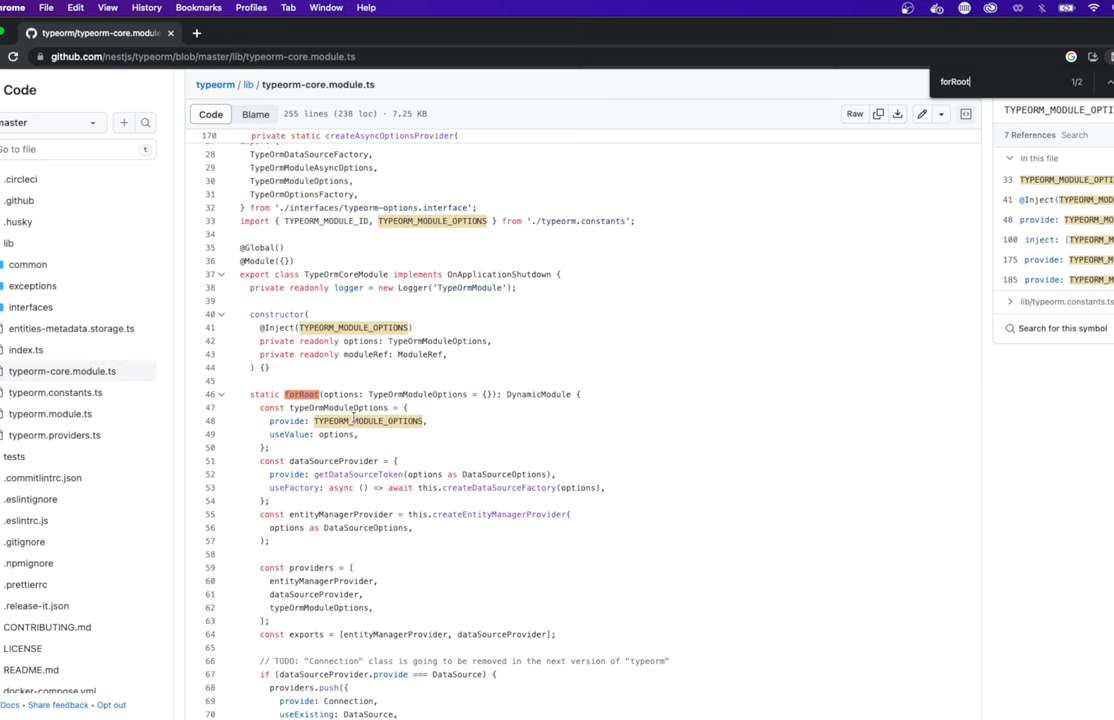 Chrome File Edit View History Bookmarks Profiles Tab Window Help
typeorm/typeorm-core.module.ts
github.com/nestjs/typeorm/blob/master/lib/typeorm-core.module.ts
Code
typeorm / lib / typeorm-core.module.ts
forRoot 1/2
master
Go to file t
.circleci
.github
.husky
lib
common
exceptions
interfaces
entities-metadata.storage.ts
index.ts
typeorm-core.module.ts
typeorm.constants.ts
typeorm.module.ts
typeorm.providers.ts
tests
.commitlintrc.json
.eslintignore
.eslintrc.js
.gitignore
.npmignore
.prettierrc
.release-it.json
CONTRIBUTING.md
LICENSE
README.md
docker-compose.yml
Docs Share feedback Opt out
Code Blame 255 lines (238 loc) · 7.25 KB Raw
170 private static createAsyncOptionsProvider(
28 TypeOrmDataSourceFactory,
29 TypeOrmModuleAsyncOptions,
30 TypeOrmModuleOptions,
31 TypeOrmOptionsFactory,
32 } from './interfaces/typeorm-options.interface';
33 import { TYPEORM_MODULE_ID, TYPEORM_MODULE_OPTIONS } from './typeorm.constants';
34
35 @Global()
36 @Module({})
37 export class TypeOrmCoreModule implements OnApplicationShutdown {
38 private readonly logger = new Logger('TypeOrmModule');
39
40 constructor(
41 @Inject(TYPEORM_MODULE_OPTIONS)
42 private readonly options: TypeOrmModuleOptions,
43 private readonly moduleRef: ModuleRef,
44 ) {}
45
46 static forRoot(options: TypeOrmModuleOptions = {}): DynamicModule {
47 const typeOrmModuleOptions = {
48 provide: TYPEORM_MODULE_OPTIONS,
49 useValue: options,
50 };
51 const dataSourceProvider = {
52 provide: getDataSourceToken(options as DataSourceOptions),
53 useFactory: async () => await this.createDataSourceFactory(options),
54 };
55 const entityManagerProvider = this.createEntityManagerProvider(
56 options as DataSourceOptions,
57 );
58
59 const providers = [
60 entityManagerProvider,
61 dataSourceProvider,
62 typeOrmModuleOptions,
63 ];
64 const exports = [entityManagerProvider, dataSourceProvider];
65
66 // TODO: "Connection" class is going to be removed in the next version of "typeorm"
67 if (dataSourceProvider.provide === DataSource) {
68 providers.push({
69 provide: Connection,
70 useExisting: DataSource,
TYPEORM_MODULE_OPTI
7 References Search
In this file
33 TYPEORM_MODULE_OPTI
41 @Inject(TYPEORM_MOD
48 provide: TYPEORM_M
100 inject: [TYPEORM_M
175 provide: TYPEORM_M
185 provide: TYPEORM_M
lib/typeorm.constants.ts
Search for this symbol